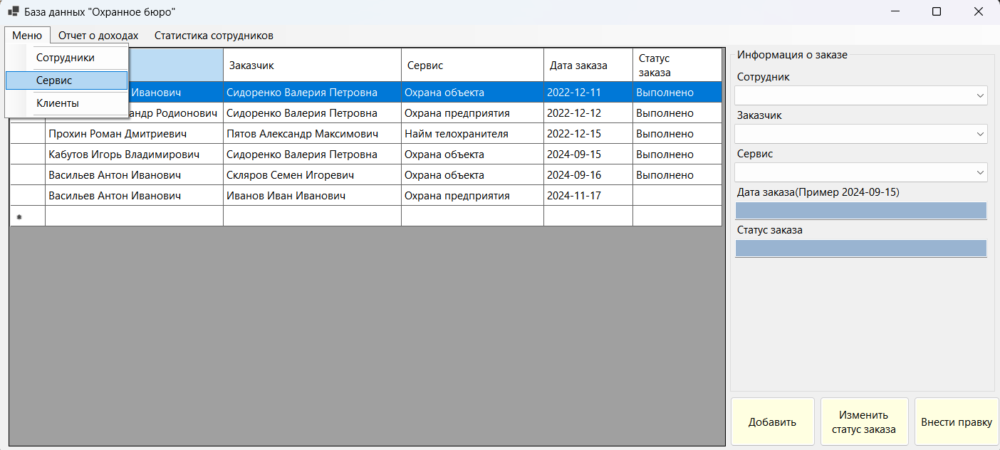 База данных "Охранное бюро"
Меню Отчет о доходах Статистика сотрудников
Сотрудники
Сервис
Клиенты
Заказчик Сервис Дата заказа Статус заказа
Иванович Сидоренко Валерия Петровна Охрана объекта 2022-12-11 Выполнено
Родионович Сидоренко Валерия Петровна Охрана предприятия 2022-12-12 Выполнено
Прохин Роман Дмитриевич Пятов Александр Максимович Найм телохранителя 2022-12-15 Выполнено
Кабутов Игорь Владимирович Сидоренко Валерия Петровна Охрана объекта 2024-09-15 Выполнено
Васильев Антон Иванович Скляров Семен Игоревич Охрана объекта 2024-09-16 Выполнено
Васильев Антон Иванович Иванов Иван Иванович Охрана предприятия 2024-11-17
Информация о заказе
Сотрудник
Заказчик
Сервис
Дата заказа(Пример 2024-09-15)
Статус заказа
Добавить
Изменить
статус заказа
Внести правку